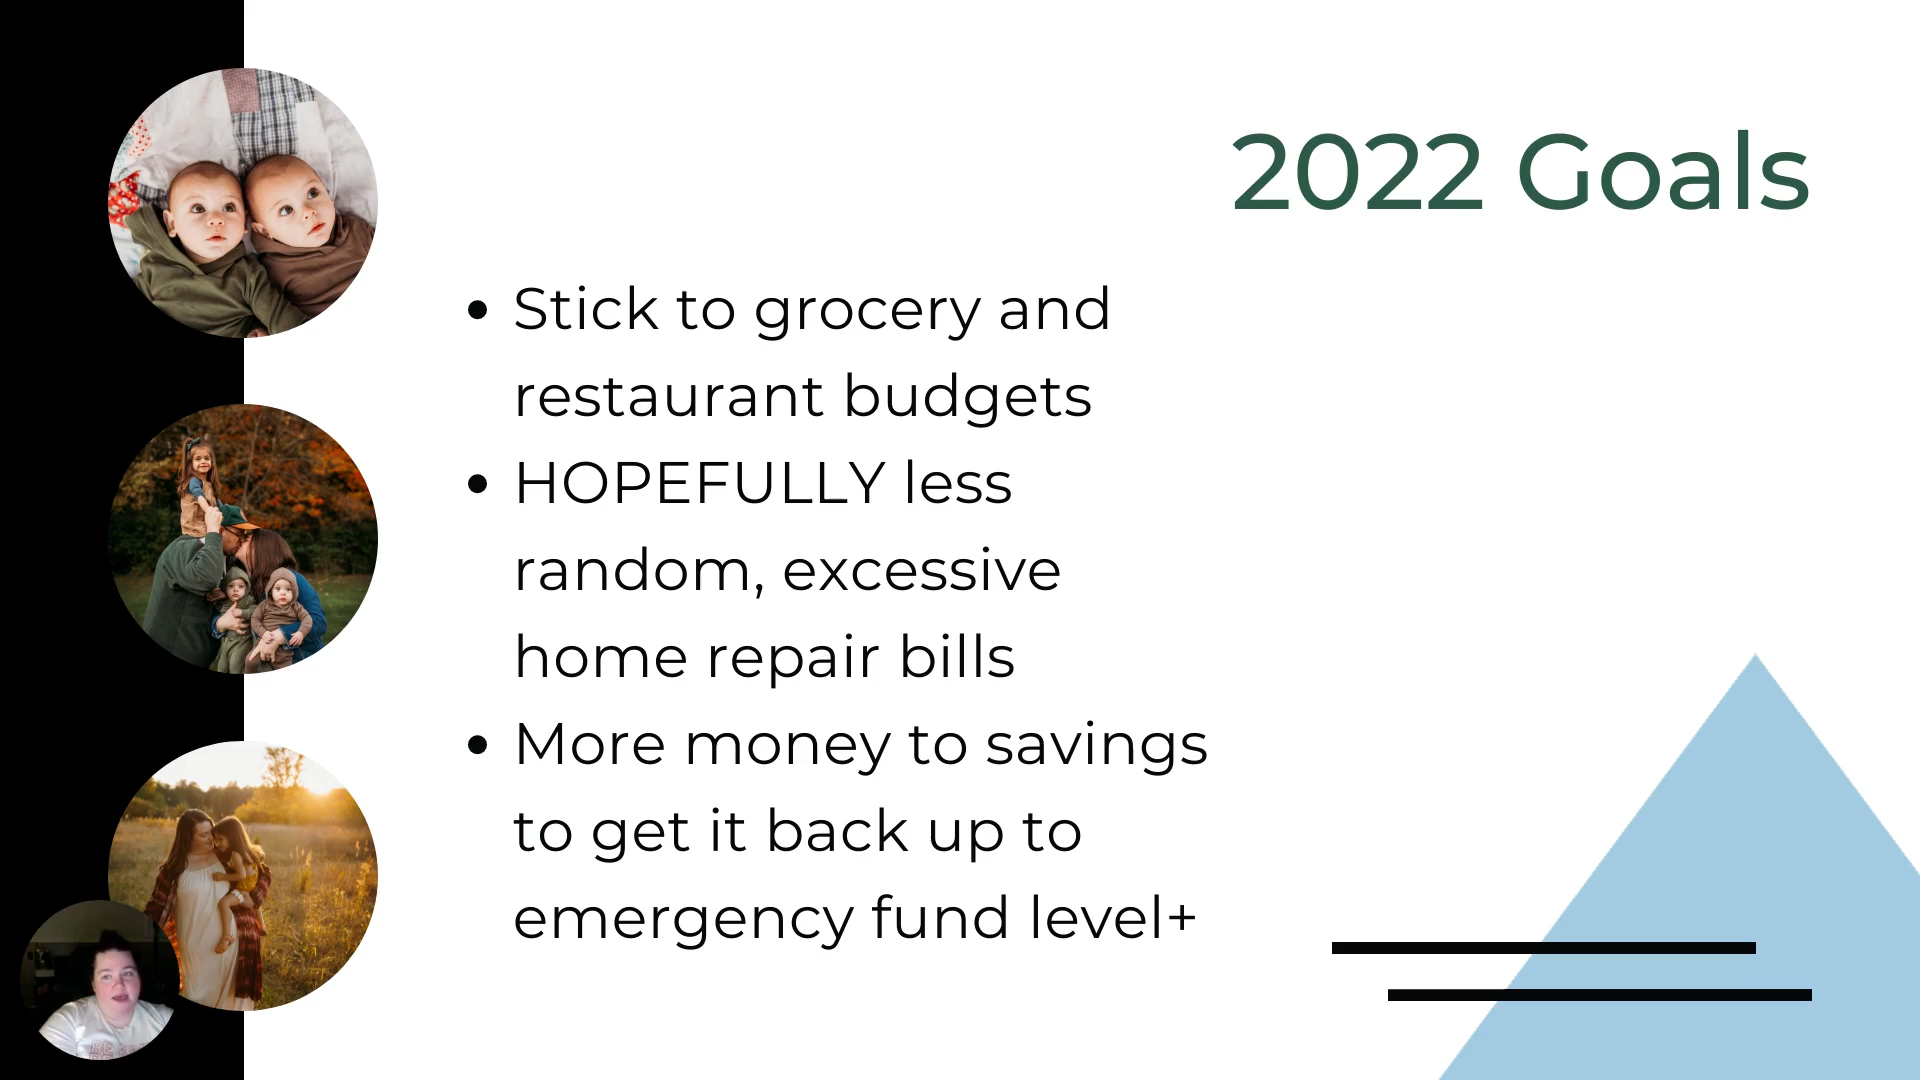 2022 Goals
Stick to grocery and
restaurant budgets
HOPEFULLY less
random, excessive
home repair bills
More money to savings
to get it back up to
emergency fund level+